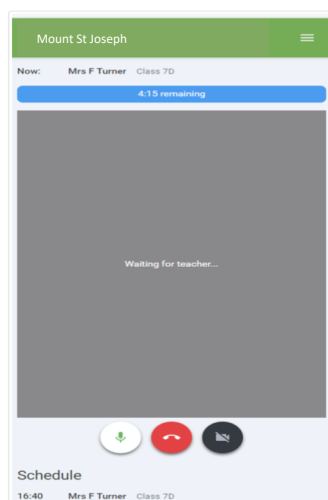 Mount St Joseph
Now: Mrs F Turner Class 7D
4:15 remaining
Waiting for teacher...
Schedule
16:40 Mrs F Turner Class 7D